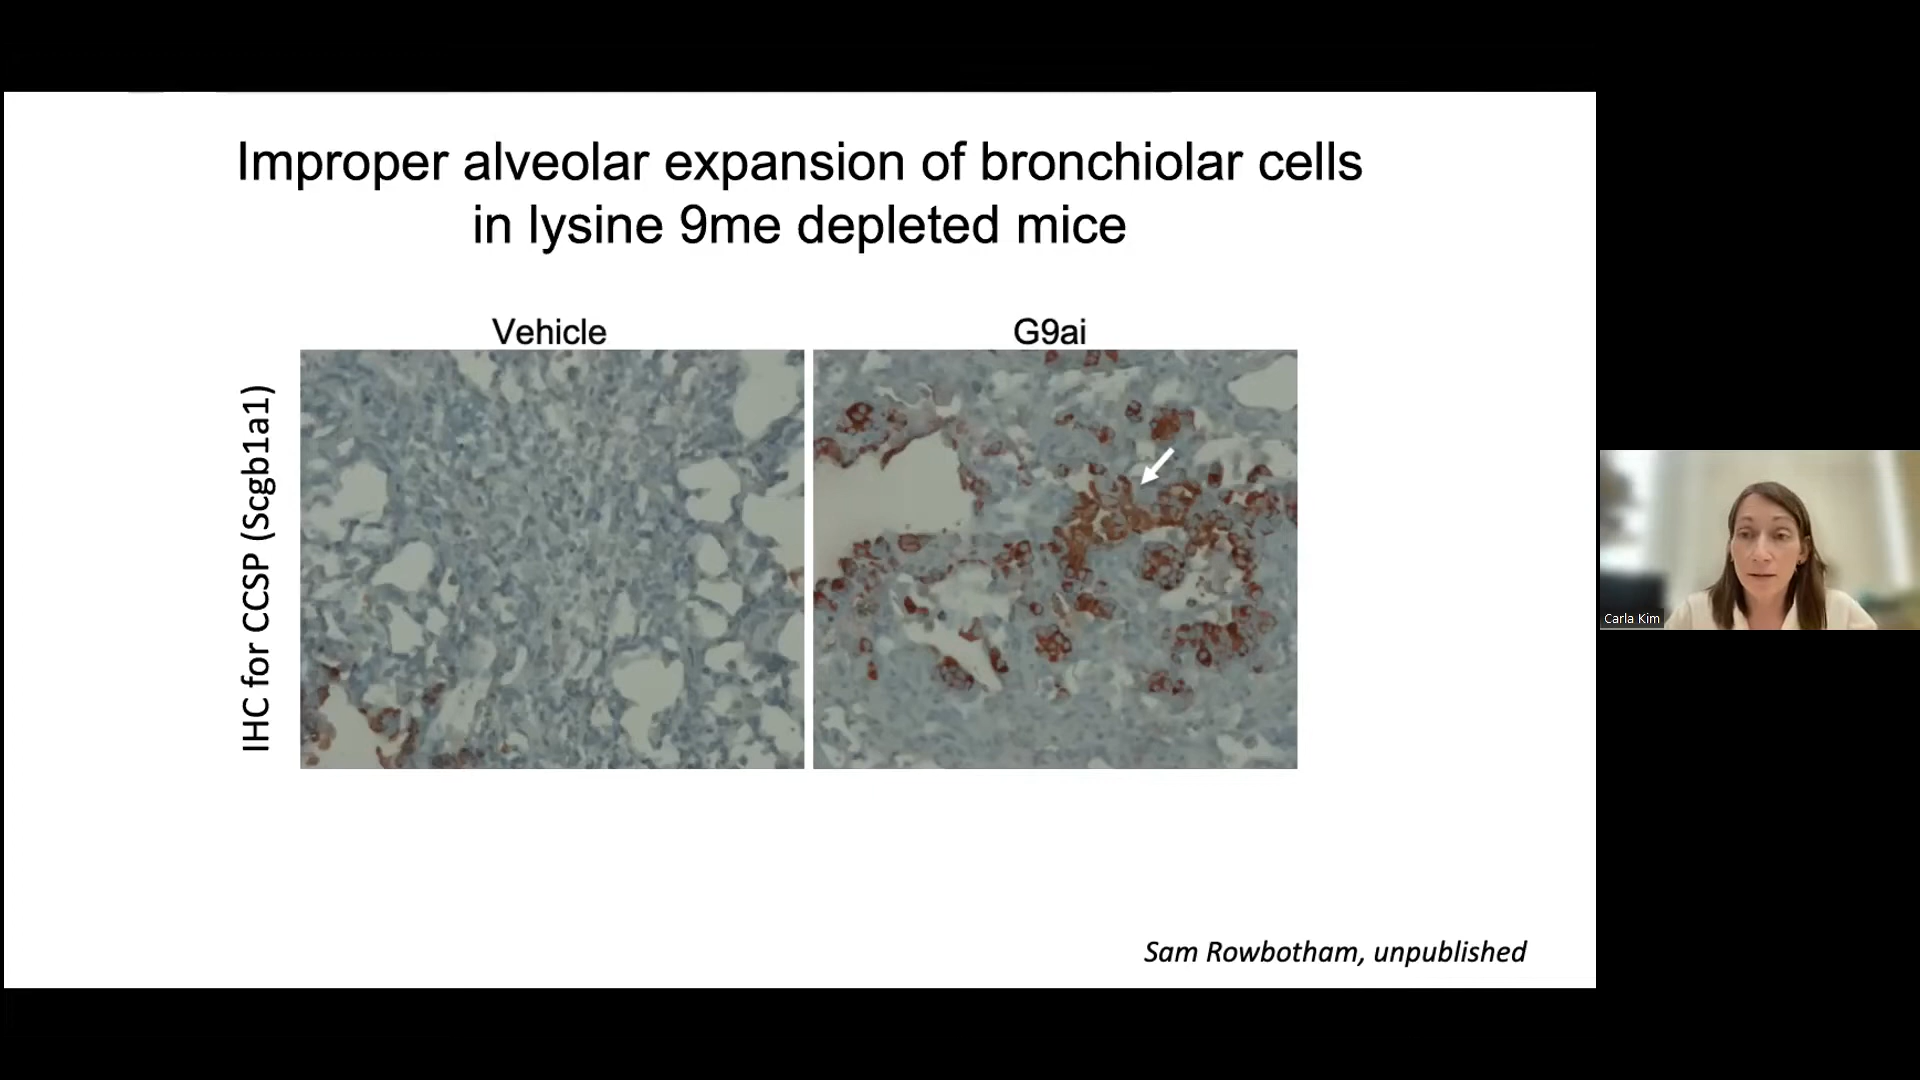 Improper alveolar expansion of bronchiolar cells
in lysine 9me depleted mice
Vehicle
G9ai
IHC for CCSP (Scgb1a1)
Carla Kim
Sam Rowbotham, unpublished